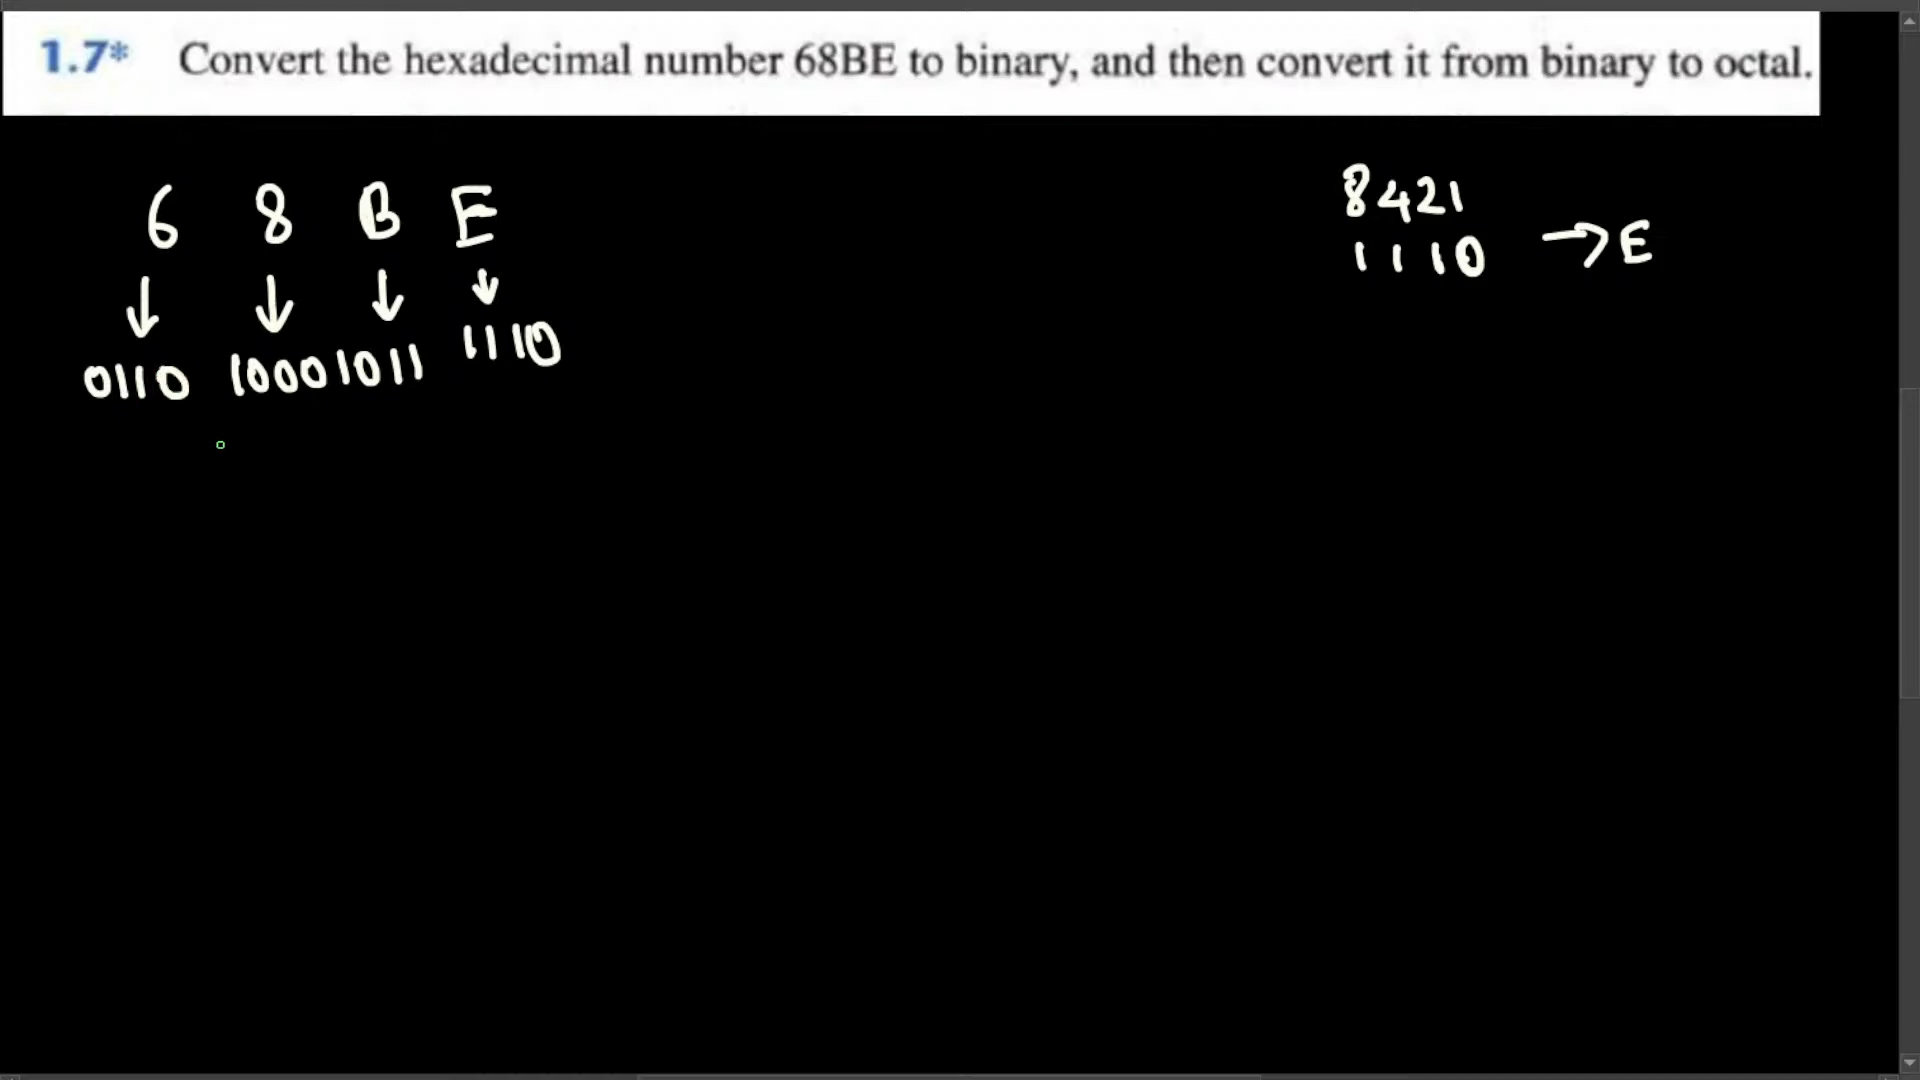 1.7* Convert the hexadecimal number 68BE to binary, and then convert it from binary to octal.
6 8 B E
↓ ↓ ↓ ↓
0110 1000 1011 1110
8421
1110 → E